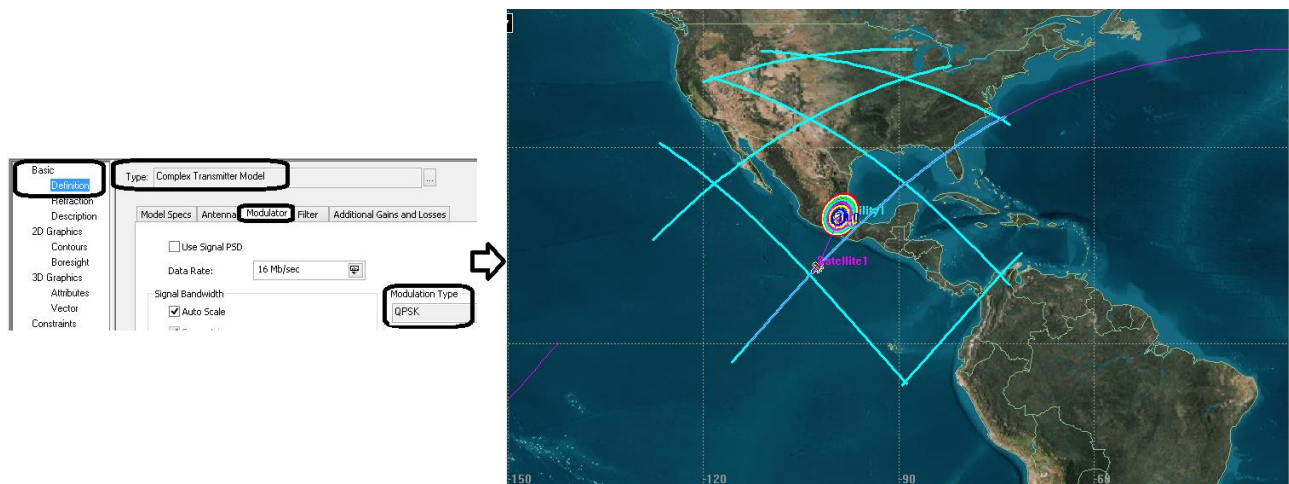 Basic
Definition
Refraction
Description
2D Graphics
Contours
Boresight
3D Graphics
Attributes
Vector
Constraints
Type: Complex Transmitter Model ...
Model Specs Antenna Modulator Filter Additional Gains and Losses
Use Signal PSD
Data Rate: 16 Mb/sec
Signal Bandwidth
Auto Scale
Modulation Type
QPSK
Satellite1
-150 -120 -90 -60